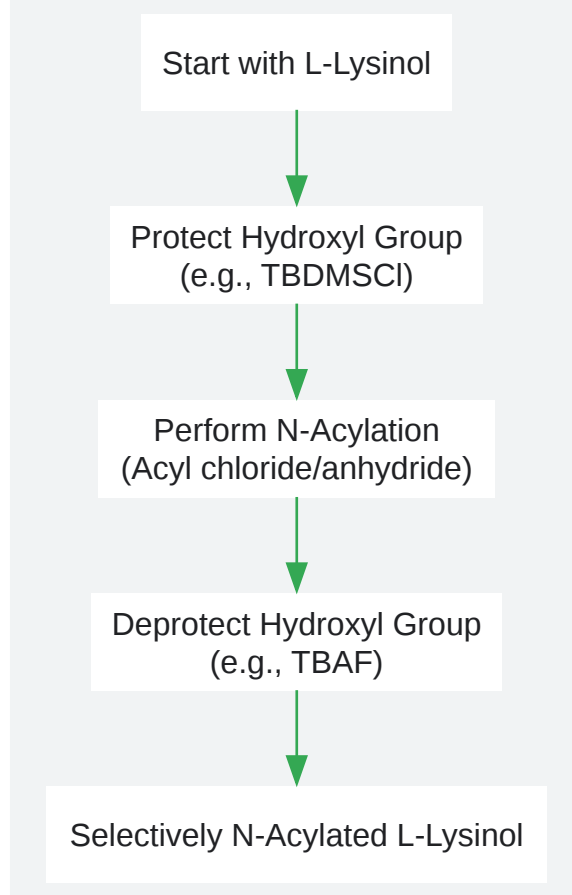 Start with L-Lysinol
Protect Hydroxyl Group
(e.g., TBDMSCl)
Perform N-Acylation
(Acyl chloride/anhydride)
Deprotect Hydroxyl Group
(e.g., TBAF)
Selectively N-Acylated L-Lysinol